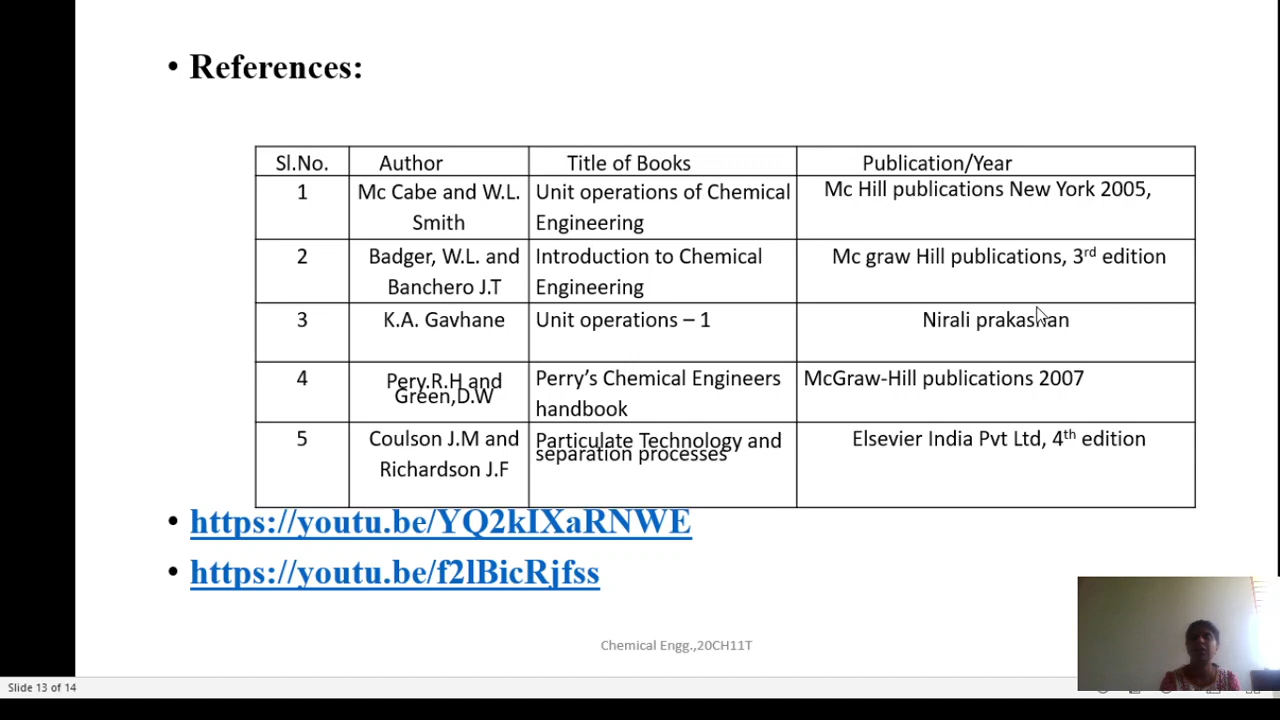 • References:
Sl.No. Author Title of Books Publication/Year
1 Mc Cabe and W.L. Unit operations of Chemical Mc Hill publications New York 2005,
Smith Engineering
2 Badger, W.L. and Introduction to Chemical Mc graw Hill publications, 3rd edition
Banchero J.T Engineering
3 K.A. Gavhane Unit operations – 1 Nirali prakashan
4 Pery.R.H and Perry’s Chemical Engineers McGraw-Hill publications 2007
Green,D.W handbook
5 Coulson J.M and Particulate Technology and Elsevier India Pvt Ltd, 4th edition
Richardson J.F separation processes
• https://youtu.be/YQ2kIXaRNWE
• https://youtu.be/f2lBicRjfss
Chemical Engg.,20CH11T
Slide 13 of 14